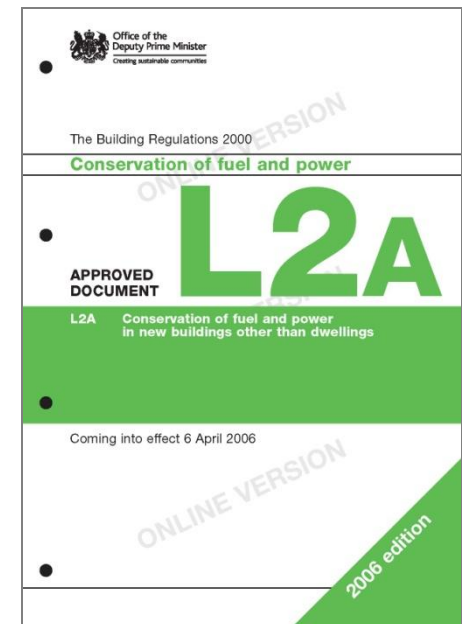 Office of the
Deputy Prime Minister
Creating sustainable communities
ONLINE VERSION
The Building Regulations 2000
Conservation of fuel and power
L2A
APPROVED
DOCUMENT
ONLINE VERSION
L2A Conservation of fuel and power
in new buildings other than dwellings
Coming into effect 6 April 2006
ONLINE VERSION
2006 edition